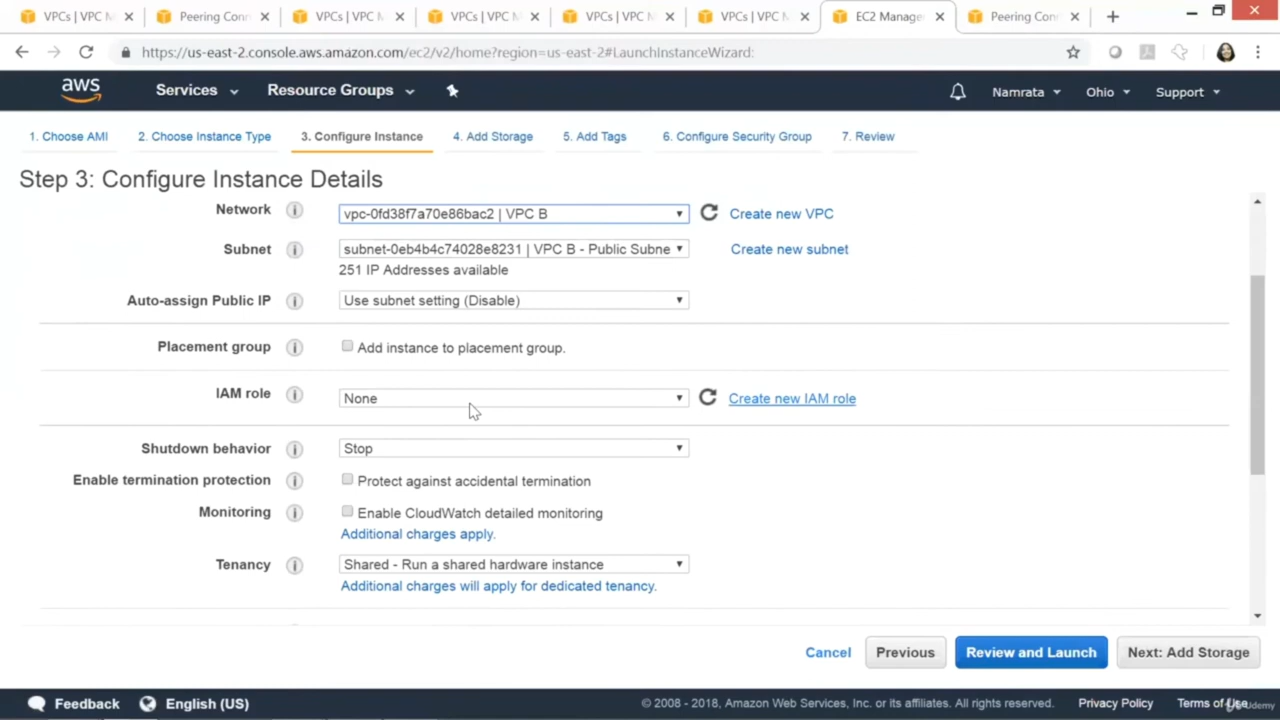 VPCs | VPC M
Peering Conn
VPCs | VPC M
VPCs | VPC M
VPCs | VPC M
VPCs | VPC M
EC2 Manage
Peering Conn
https://us-east-2.console.aws.amazon.com/ec2/v2/home?region=us-east-2#LaunchInstanceWizard:
aws
Services
Resource Groups
Namrata
Ohio
Support
1. Choose AMI
2. Choose Instance Type
3. Configure Instance
4. Add Storage
5. Add Tags
6. Configure Security Group
7. Review
Step 3: Configure Instance Details
Network
vpc-0fd38f7a70e86bac2 | VPC B
Create new VPC
Subnet
subnet-0eb4b4c74028e8231 | VPC B - Public Subne
Create new subnet
251 IP Addresses available
Auto-assign Public IP
Use subnet setting (Disable)
Placement group
Add instance to placement group.
IAM role
None
Create new IAM role
Shutdown behavior
Stop
Enable termination protection
Protect against accidental termination
Monitoring
Enable CloudWatch detailed monitoring
Additional charges apply.
Tenancy
Shared - Run a shared hardware instance
Additional charges will apply for dedicated tenancy.
Cancel
Previous
Review and Launch
Next: Add Storage
Feedback
English (US)
© 2008 - 2018, Amazon Web Services, Inc. or its affiliates. All rights reserved.
Privacy Policy
Terms of Use
Udemy